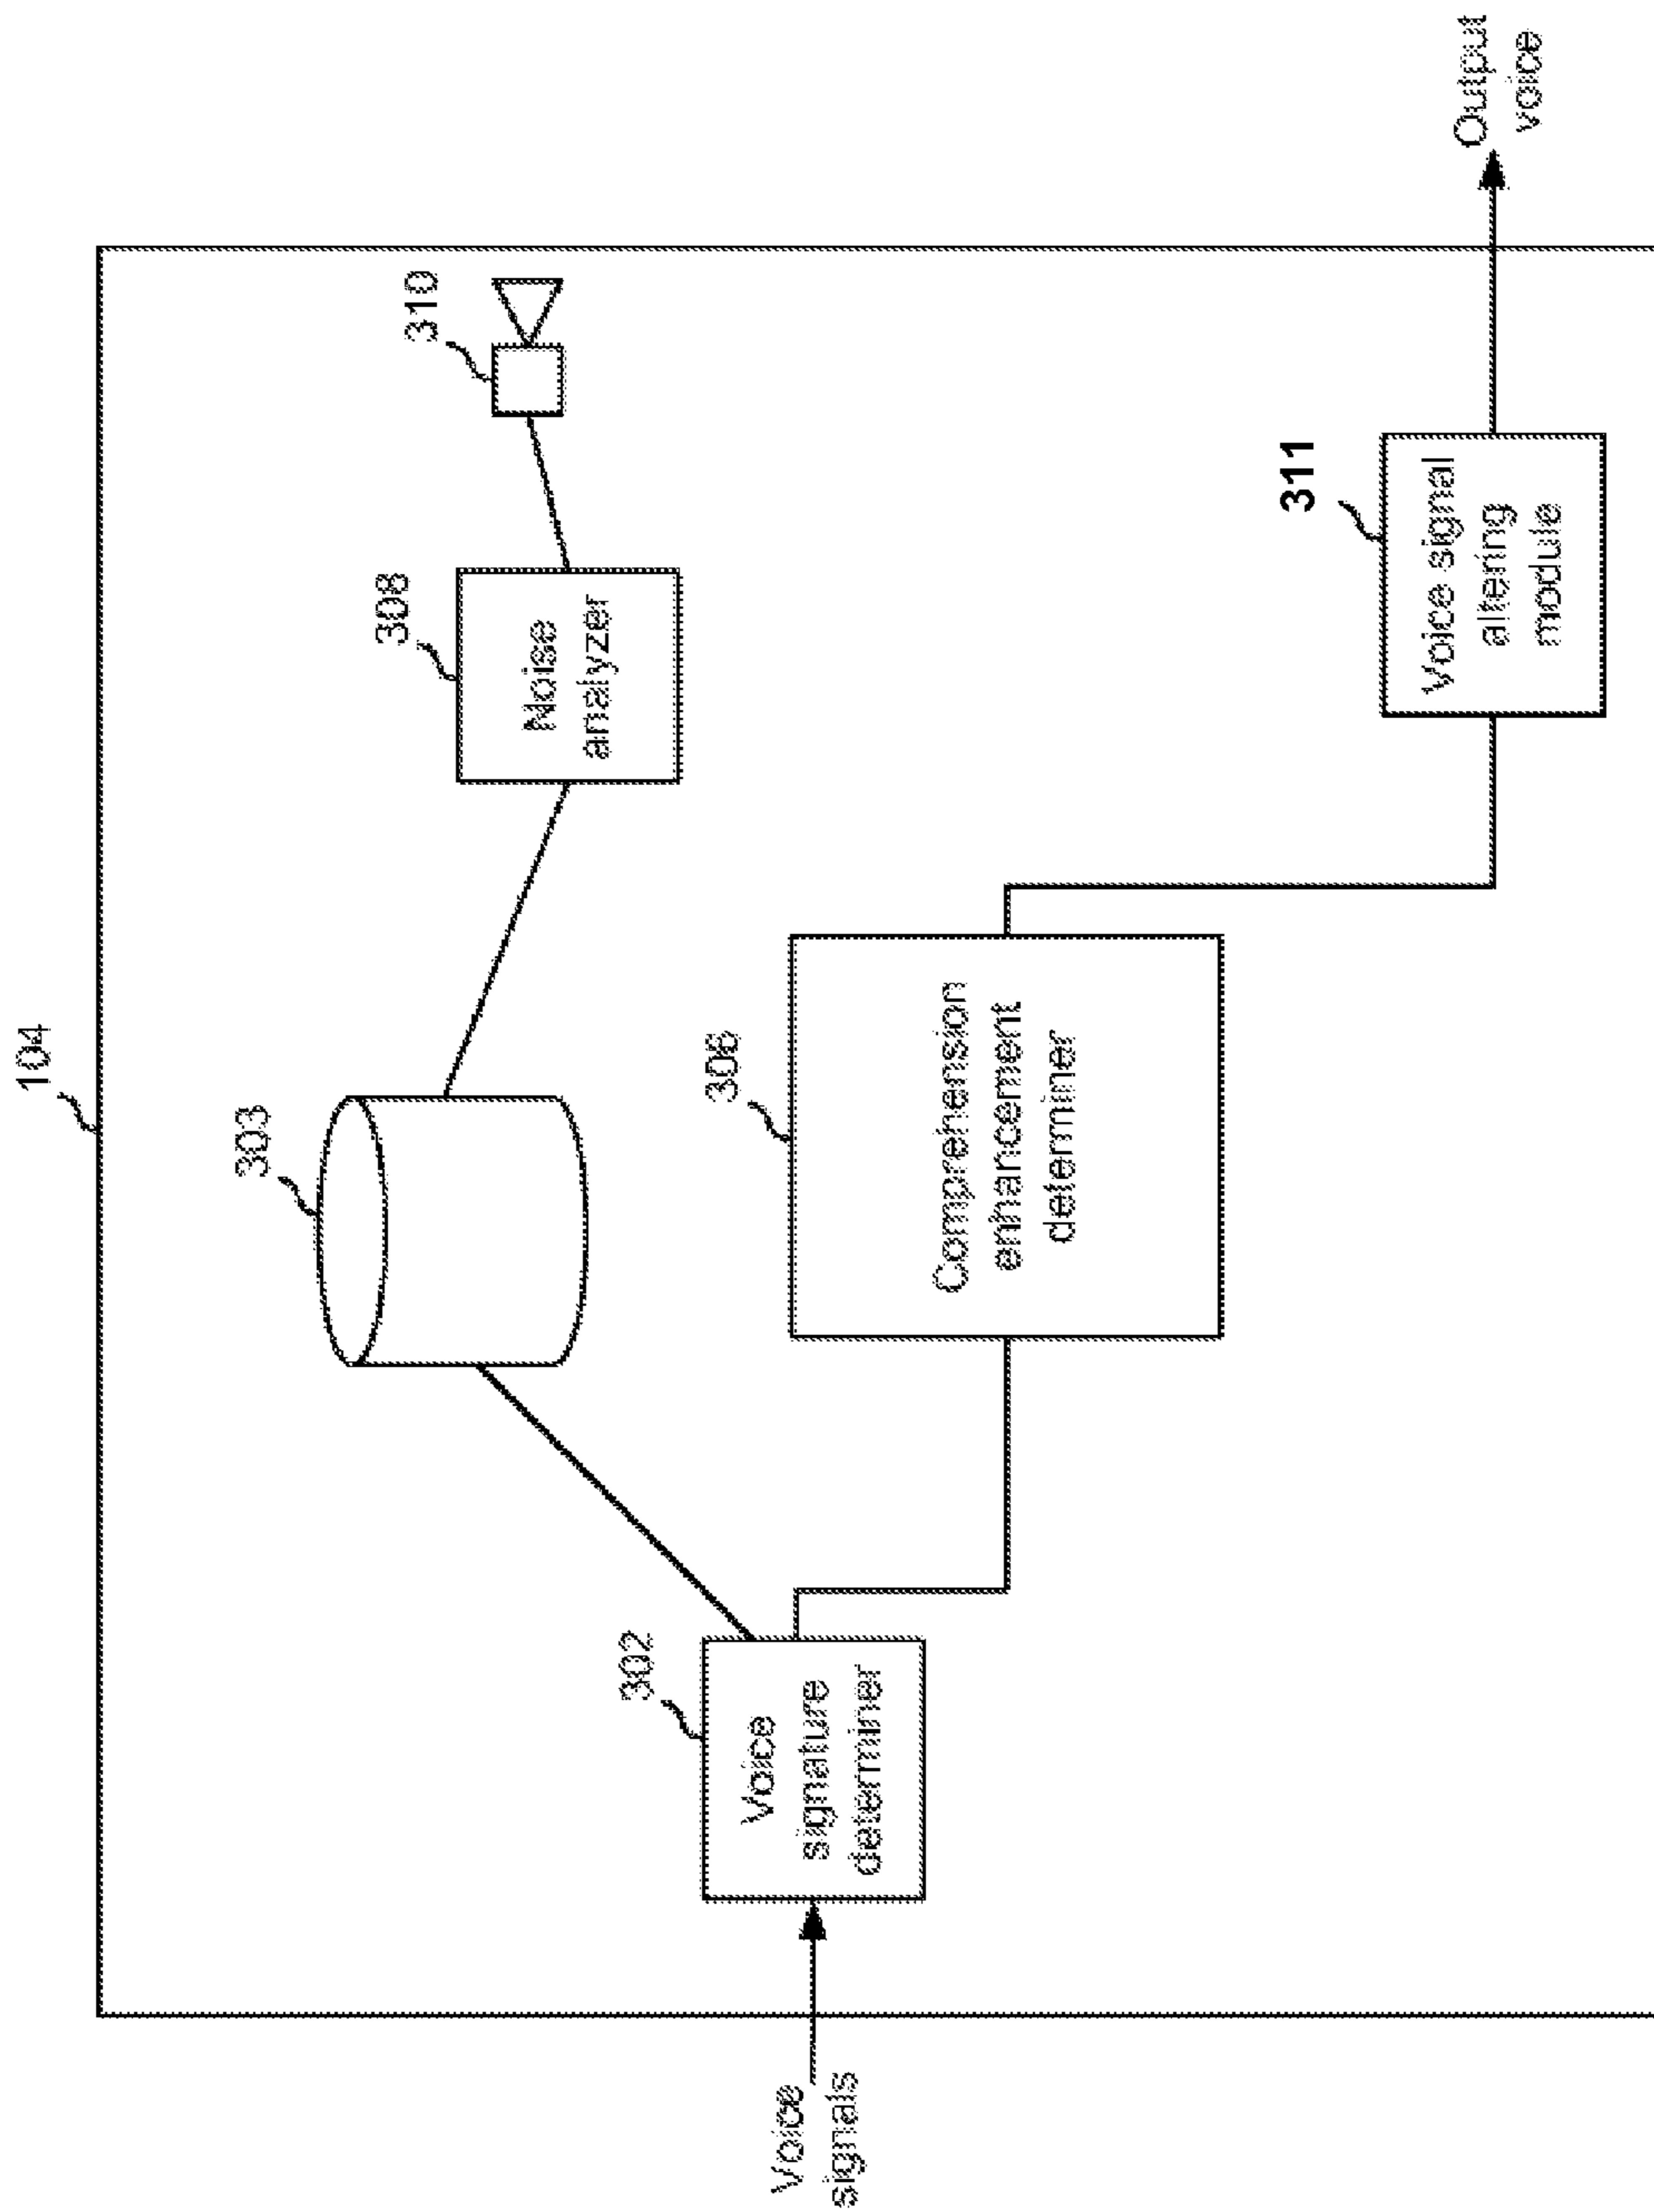 104
303
308
310
302
306
311
Voice
signals
Voice
signature
determiner
Noise
analyzer
Comprehension
enhancement
determiner
Voice signal
altering
module
Output
voice